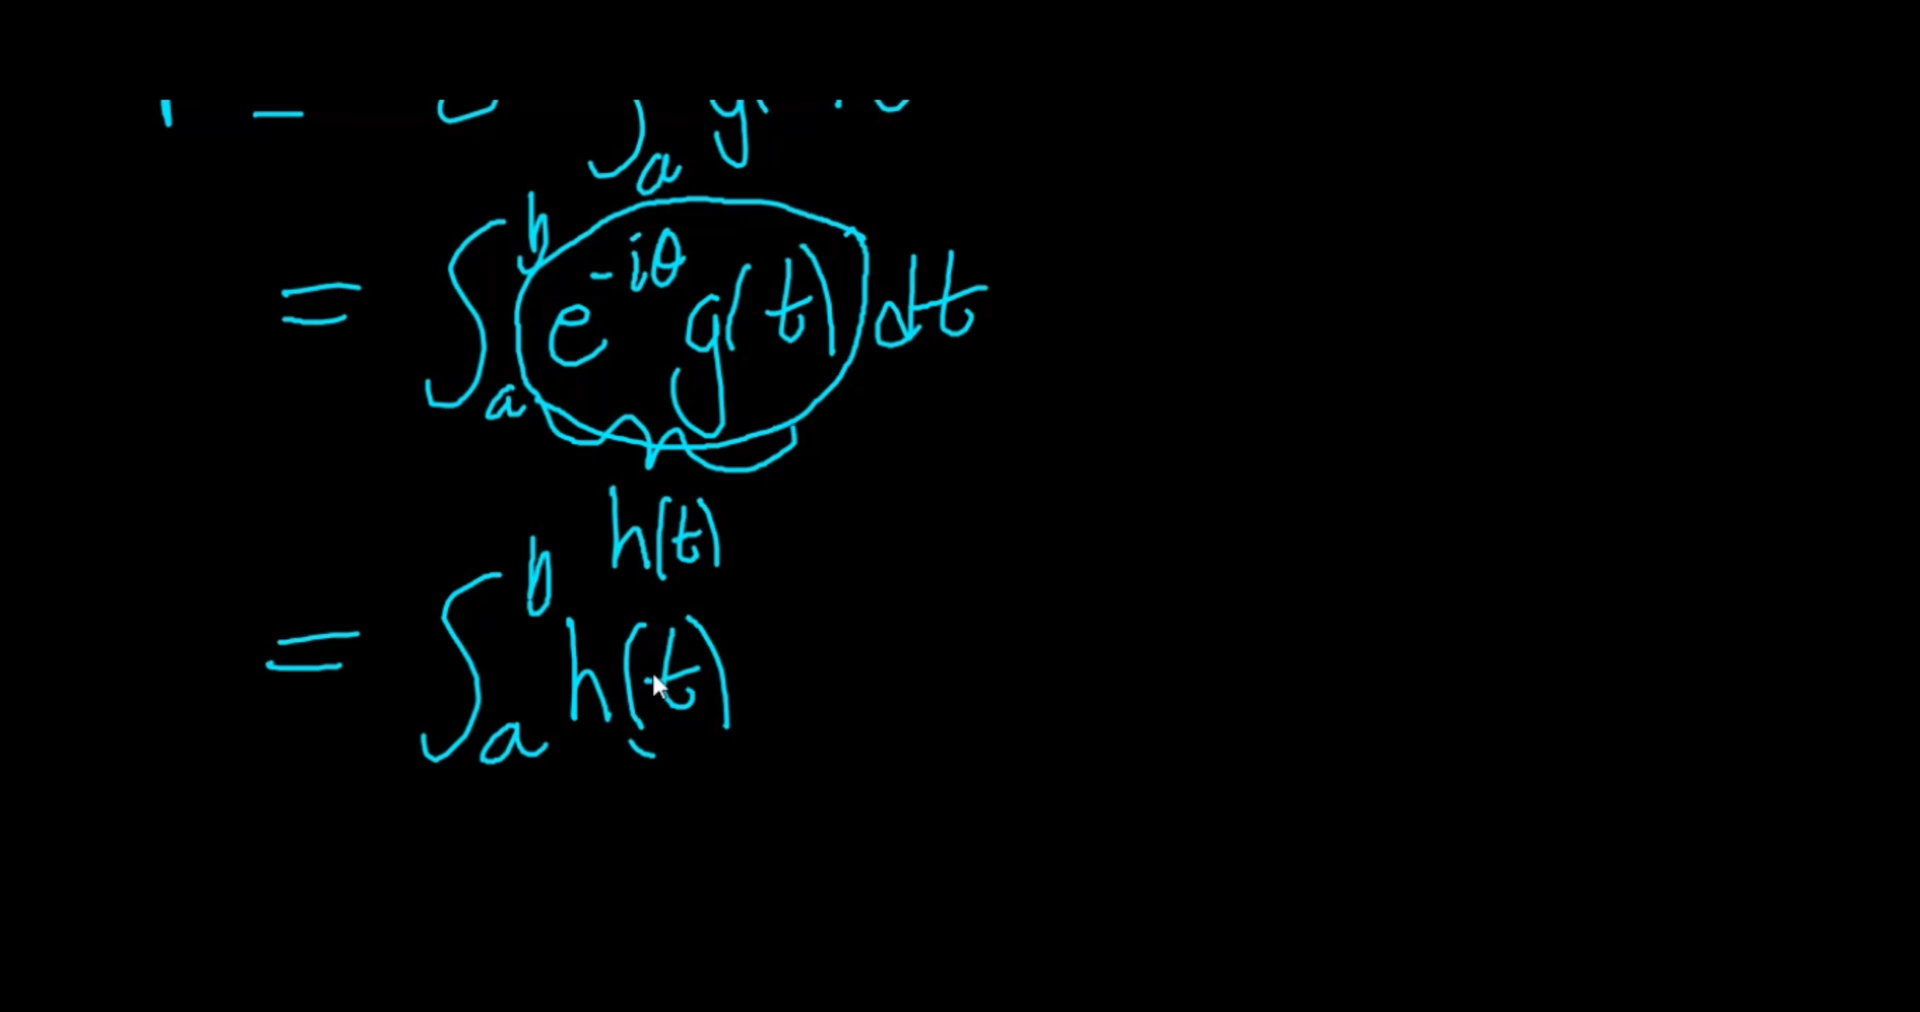 = ∫_a^b e^{-iθ} g(t) dt
h(t)
= ∫_a^b h(t)